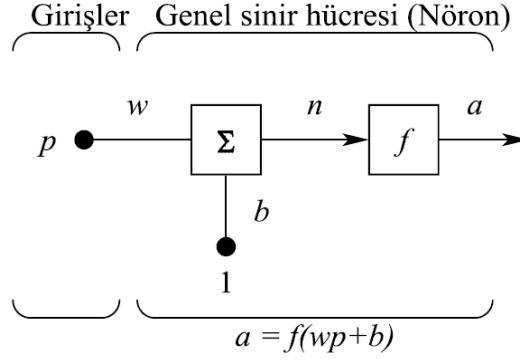 Girişler Genel sinir hücresi (Nöron)
w n a
p Σ f
b
1
a = f(wp+b)